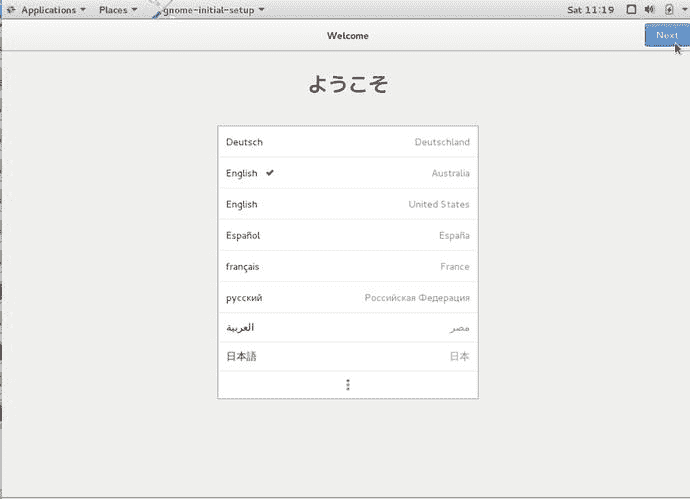 Applications Places gnome-initial-setup Sat 11:19
Welcome Next
ようこそ
Deutsch Deutschland
English Australia
English United States
Español España
français France
русский Российская Федерация
العربية مصر
日本語 日本